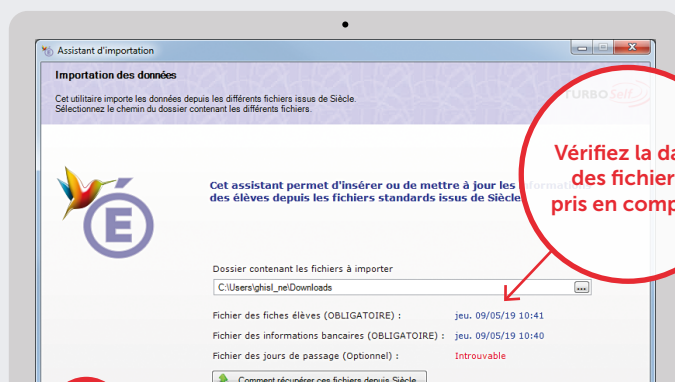 Assistant d'importation
Importation des données
Cet utilitaire importe les données depuis les différents fichiers issus de Siècle.
Sélectionnez le chemin du dossier contenant les différents fichiers.
TURBOSelf
Vérifiez la
des
pris en
Cet assistant permet d'insérer ou de mettre à jour les
des élèves depuis les fichiers standards issus de Siècle
É
Dossier contenant les fichiers à importer
C:\Users\ghisl_ne\Downloads
...
Fichier des fiches élèves (OBLIGATOIRE) : jeu. 09/05/19 10:41
Fichier des informations bancaires (OBLIGATOIRE) : jeu. 09/05/19 10:40
Fichier des jours de passage (Optionnel) : Introuvable
Comment récupérer ces fichiers depuis Siècle